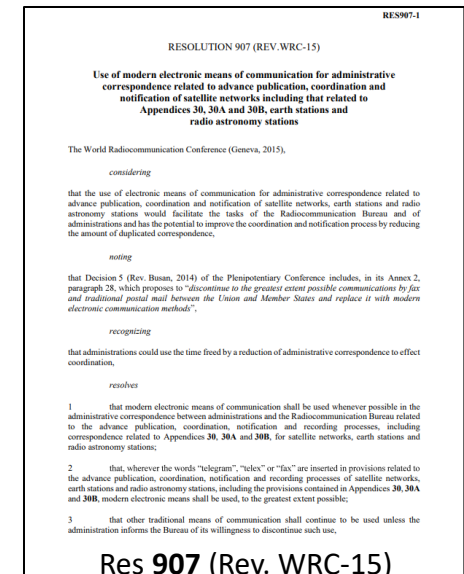 RES907-1
RESOLUTION 907 (REV.WRC-15)
Use of modern electronic means of communication for administrative
correspondence related to advance publication, coordination and
notification of satellite networks including that related to
Appendices 30, 30A and 30B, earth stations and
radio astronomy stations
The World Radiocommunication Conference (Geneva, 2015),
considering
that the use of electronic means of communication for administrative correspondence related to
advance publication, coordination and notification of satellite networks, earth stations and radio
astronomy stations would facilitate the tasks of the Radiocommunication Bureau and of
administrations and has the potential to improve the coordination and notification process by reducing
the amount of duplicated correspondence,
noting
that Decision 5 (Rev. Busan, 2014) of the Plenipotentiary Conference includes, in its Annex 2,
paragraph 28, which proposes to “discontinue to the greatest extent possible communications by fax
and traditional postal mail between the Union and Member States and replace it with modern
electronic communication methods”,
recognizing
that administrations could use the time freed by a reduction of administrative correspondence to effect
coordination,
resolves
1 that modern electronic means of communication shall be used whenever possible in the
administrative correspondence between administrations and the Radiocommunication Bureau related
to the advance publication, coordination, notification and recording processes, including
correspondence related to Appendices 30, 30A and 30B, for satellite networks, earth stations and
radio astronomy stations;
2 that, wherever the words “telegram”, “telex” or “fax” are inserted in provisions related to
the advance publication, coordination, notification and recording processes of satellite networks,
earth stations and radio astronomy stations, including the provisions contained in Appendices 30, 30A
and 30B, modern electronic means shall be used, to the greatest extent possible;
3 that other traditional means of communication shall continue to be used unless the
administration informs the Bureau of its willingness to discontinue such use,
Res 907 (Rev. WRC-15)